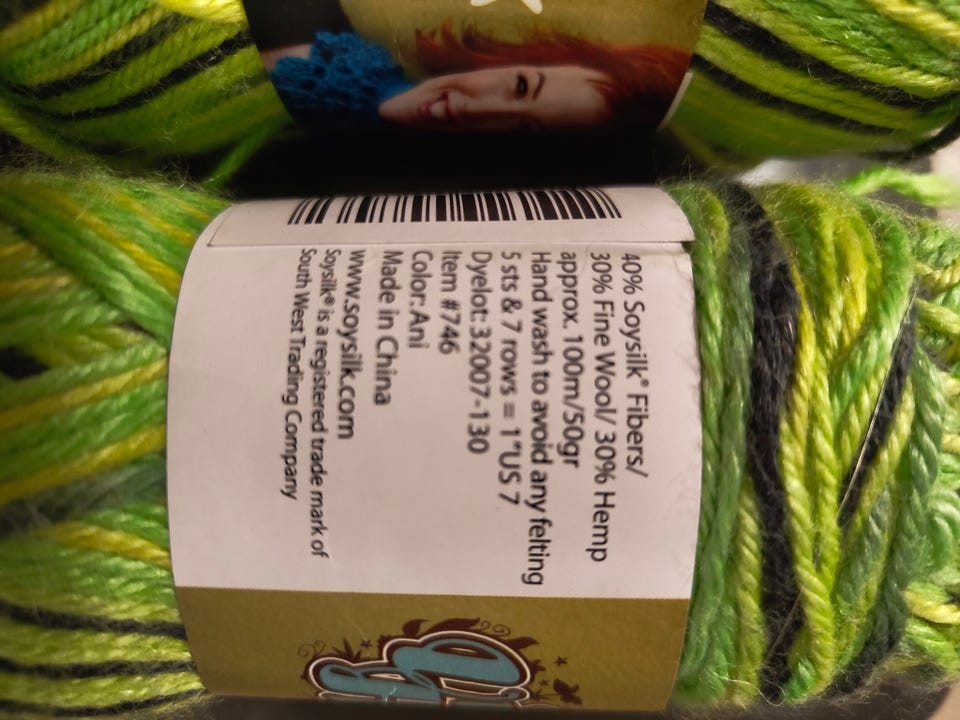 40% Soysilk® Fibers/
30% Fine Wool/ 30% Hemp
approx. 100m/50gr
Hand wash to avoid any felting
5 sts & 7 rows = 1"US 7
Dyelot: 32007-130
Item #746
Color: Ani
Made in China
www.soysilk.com
Soysilk® is a registered trade mark of
South West Trading Company